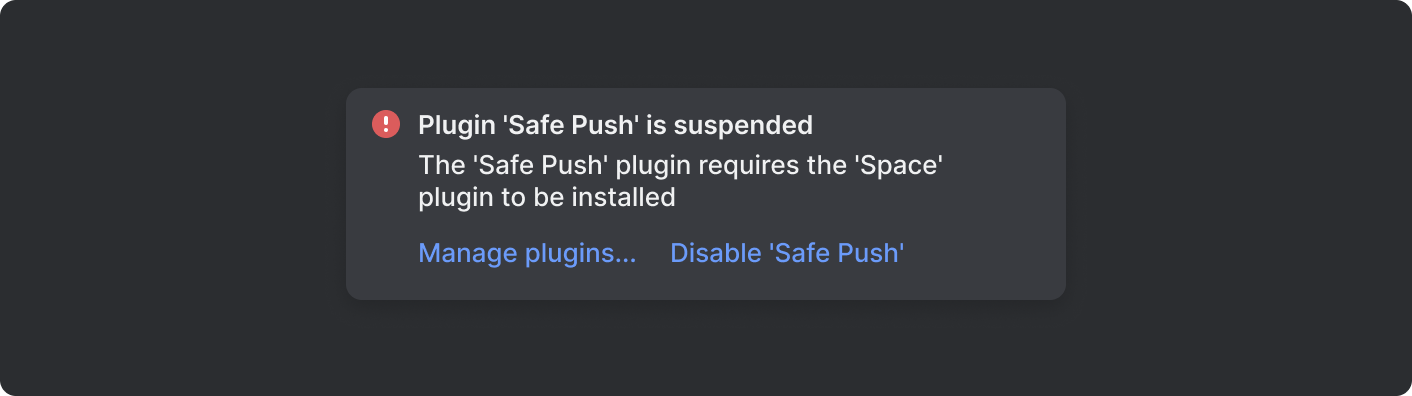 Plugin 'Safe Push' is suspended
The 'Safe Push' plugin requires the 'Space'
plugin to be installed
Manage plugins... Disable 'Safe Push'